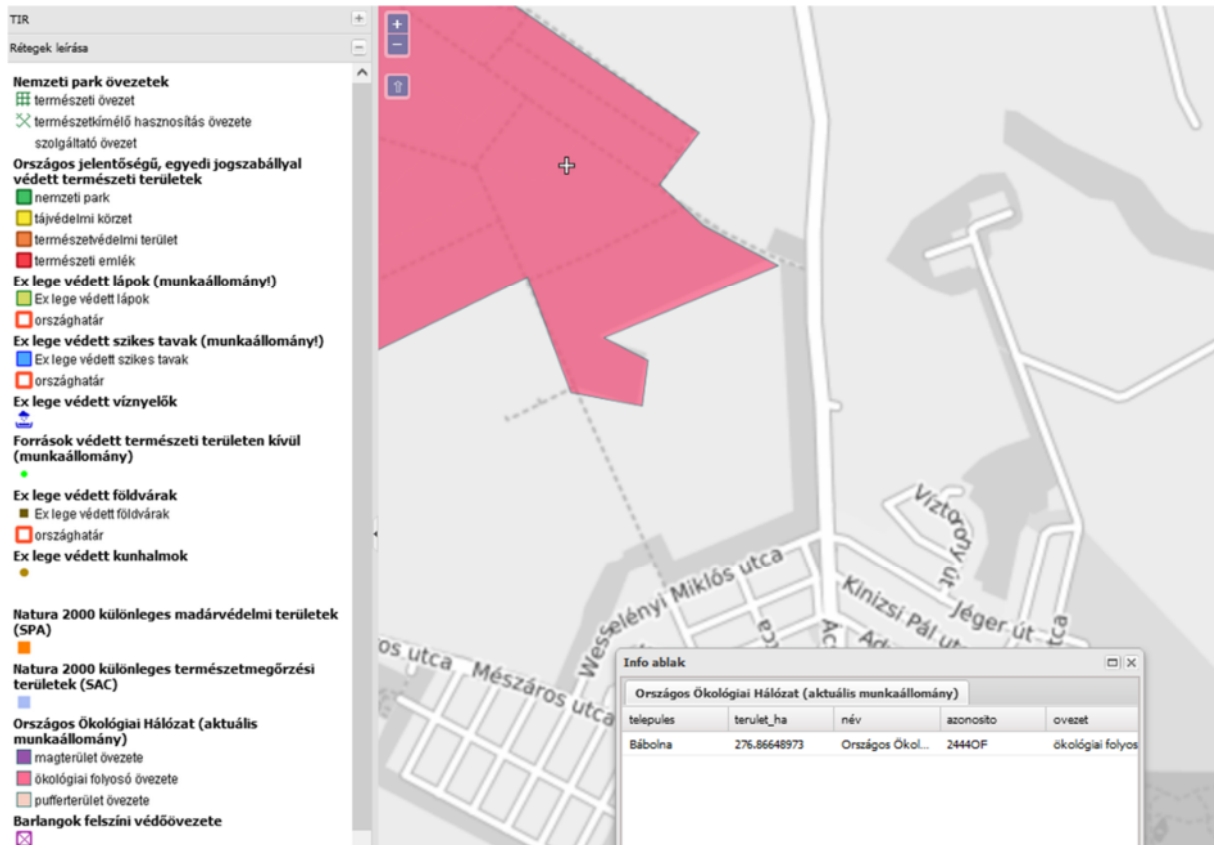 TIR
Rétegek leírása
Nemzeti park övezetek
természeti övezet
természetkímélő hasznosítás övezete
szolgáltató övezet
Országos jelentőségű, egyedi jogszabállyal
védett természeti területek
nemzeti park
tájvédelmi körzet
természetvédelmi terület
természeti emlék
Ex lege védett lápok (munkaállomány!)
Ex lege védett lápok
országhatár
Ex lege védett szikes tavak (munkaállomány!)
Ex lege védett szikes tavak
országhatár
Ex lege védett víznyelők
Források védett természeti területen kívül
(munkaállomány)
Ex lege védett földvárak
Ex lege védett földvárak
országhatár
Ex lege védett kunhalmok
Natura 2000 különleges madárvédelmi területek
(SPA)
Natura 2000 különleges természetmegőrzési
területek (SAC)
Országos Ökológiai Hálózat (aktuális
munkaállomány)
magterület övezete
ökológiai folyosó övezete
pufferterület övezete
Barlangok felszíni védőövezete
Víztorony út
Wesselényi Miklós utca
Kinizsi Pál ut
Jéger út
os utca
Mészáros utca
Info ablak
Országos Ökológiai Hálózat (aktuális munkaállomány)
telepules terulet_ha név azonosito ovezet
Bábolna 276.86648973 Országos Ökol... 2444OF ökológiai folyos